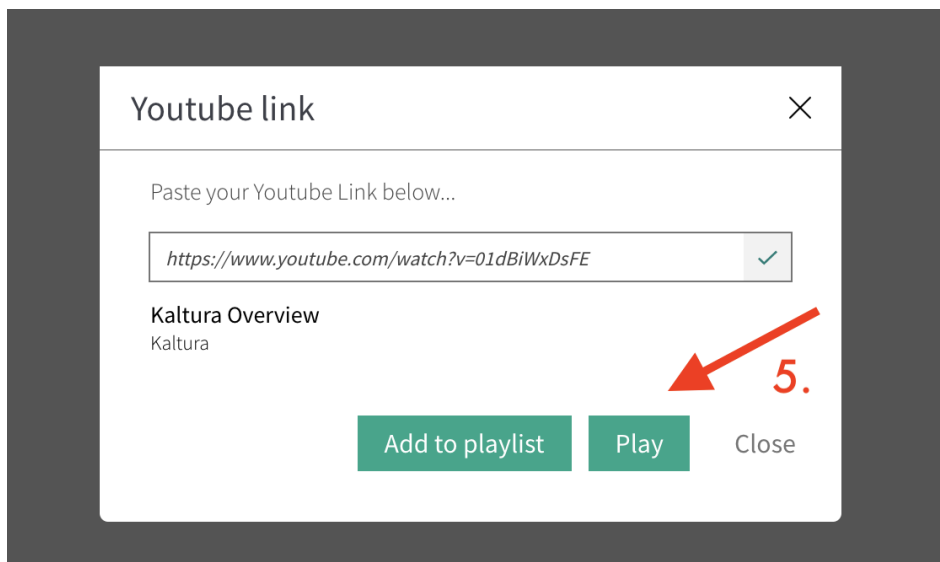 Youtube link
Paste your Youtube Link below...
https://www.youtube.com/watch?v=01dBiWxDsFE
Kaltura Overview
Kaltura
5.
Add to playlist Play Close